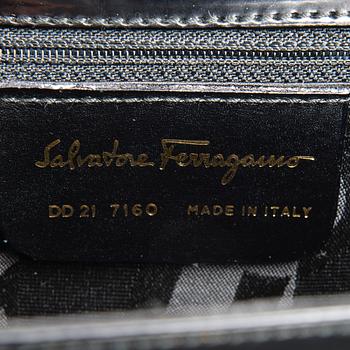 Salvatore Ferragamo
DD 21 7160 MADE IN ITALY